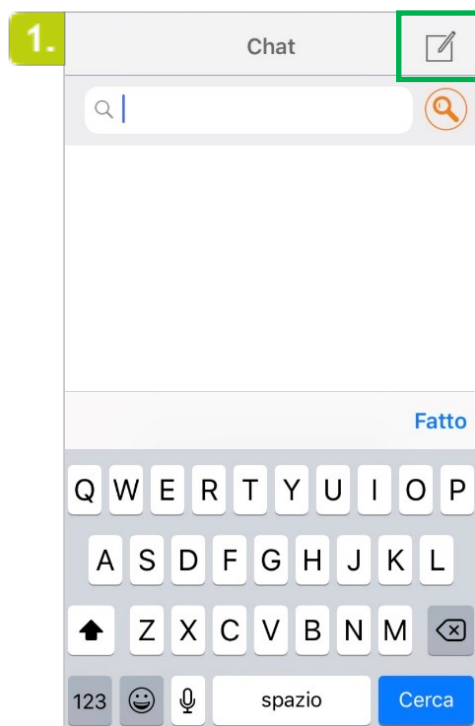 1.
Chat
Fatto
Q W E R T Y U I O P
A S D F G H J K L
Z X C V B N M
123 spazio Cerca